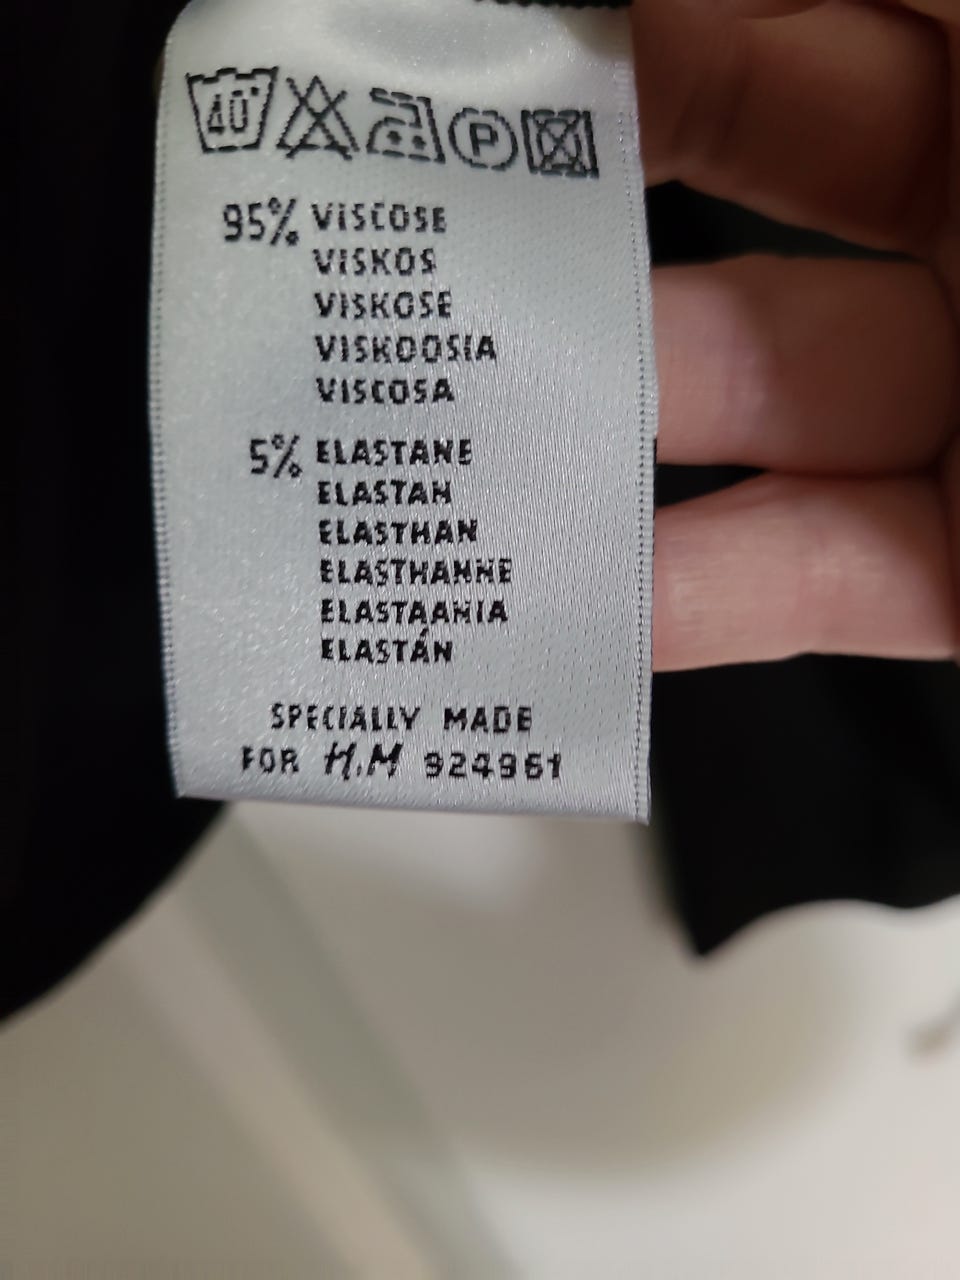 40°
P
95% VISCOSE
VISKOS
VISKOSE
VISKOOSIA
VISCOSA
5% ELASTANE
ELASTAN
ELASTHAN
ELASTHANNE
ELASTAANIA
ELASTÁN
SPECIALLY MADE
FOR H.M 924961